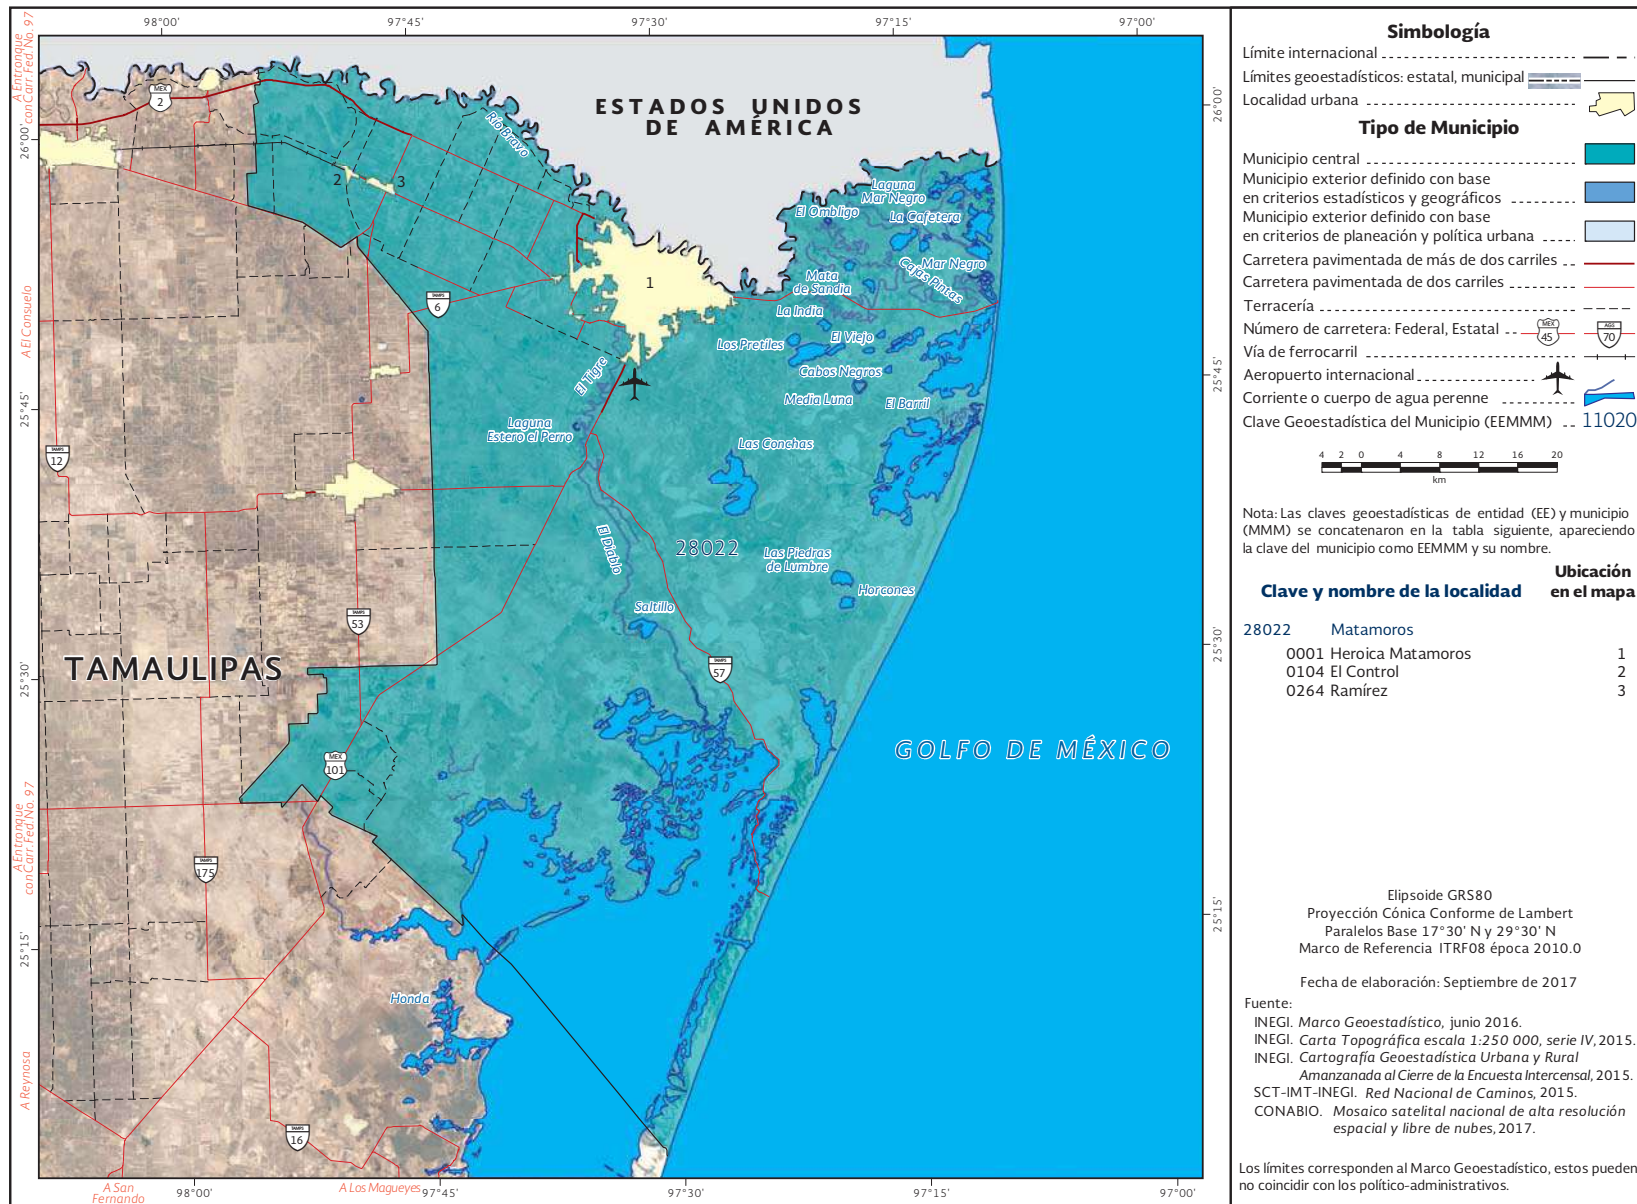 98°00'
97°45'
97°30'
97°15'
97°00'
A Entronque
con Carr. Fed. No. 97
26°00'
A El Consuelo
25°45'
25°30'
A Entronque
con Carr. Fed. No. 97
25°15'
A Reynosa
MEX
2
ESTADOS UNIDOS
DE AMÉRICA
Río Bravo
2
3
1
Laguna
Mar Negro
El Ombligo
La Cafetera
Mar Negro
Cajas Pintas
Mata
de Sandia
La India
El Viejo
Los Pretiles
Cabos Negros
Media Luna
El Barril
TAMPS
6
El Tigre
Laguna
Estero el Perro
Las Conchas
TAMPS
12
El Diablo
28022
Las Piedras
de Lumbre
Horcones
Saltillo
TAMPS
53
TAMPS
57
TAMAULIPAS
MEX
101
GOLFO DE MÉXICO
TAMPS
175
Honda
TAMPS
16
26°00'
25°45'
25°30'
25°15'
A San
Fernando
98°00'
A Los Magueyes
97°45'
97°30'
97°15'
97°00'
Simbología
Límite internacional
Límites geoestadísticos: estatal, municipal
Localidad urbana
Tipo de Municipio
Municipio central
Municipio exterior definido con base
en criterios estadísticos y geográficos
Municipio exterior definido con base
en criterios de planeación y política urbana
Carretera pavimentada de más de dos carriles
Carretera pavimentada de dos carriles
Terracería
Número de carretera: Federal, Estatal MEX 45 AGS 70
Vía de ferrocarril
Aeropuerto internacional
Corriente o cuerpo de agua perenne
Clave Geoestadística del Municipio (EEMMM) 11020
4 2 0 4 8 12 16 20
km
Nota: Las claves geoestadísticas de entidad (EE) y municipio
(MMM) se concatenaron en la tabla siguiente, apareciendo
la clave del municipio como EEMMM y su nombre.
Clave y nombre de la localidad
Ubicación
en el mapa
28022 Matamoros
0001 Heroica Matamoros 1
0104 El Control 2
0264 Ramírez 3
Elipsoide GRS80
Proyección Cónica Conforme de Lambert
Paralelos Base 17°30' N y 29°30' N
Marco de Referencia ITRF08 época 2010.0
Fecha de elaboración: Septiembre de 2017
Fuente:
INEGI. Marco Geoestadístico, junio 2016.
INEGI. Carta Topográfica escala 1:250 000, serie IV, 2015.
INEGI. Cartografía Geoestadística Urbana y Rural
Amanzanada al Cierre de la Encuesta Intercensal, 2015.
SCT-IMT-INEGI. Red Nacional de Caminos, 2015.
CONABIO. Mosaico satelital nacional de alta resolución
espacial y libre de nubes, 2017.
Los límites corresponden al Marco Geoestadístico, estos pueden
no coincidir con los político-administrativos.